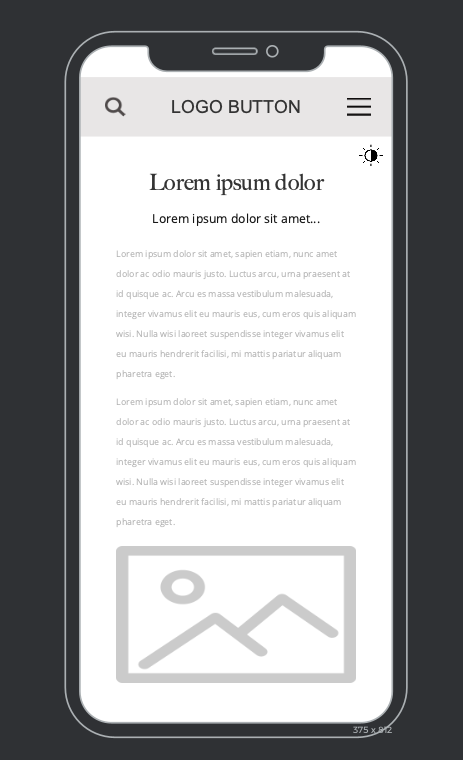 LOGO BUTTON
Lorem ipsum dolor
Lorem ipsum dolor sit amet...
Lorem ipsum dolor sit amet, sapien etiam, nunc amet
dolor ac odio mauris justo. Luctus arcu, urna praesent at
id quisque ac. Arcu es massa vestibulum malesuada,
integer vivamus elit eu mauris eus, cum eros quis aliquam
wisi. Nulla wisi laoreet suspendisse integer vivamus elit
eu mauris hendrerit facilisi, mi mattis pariatur aliquam
pharetra eget.
Lorem ipsum dolor sit amet, sapien etiam, nunc amet
dolor ac odio mauris justo. Luctus arcu, urna praesent at
id quisque ac. Arcu es massa vestibulum malesuada,
integer vivamus elit eu mauris eus, cum eros quis aliquam
wisi. Nulla wisi laoreet suspendisse integer vivamus elit
eu mauris hendrerit facilisi, mi mattis pariatur aliquam
pharetra eget.
375 x 812